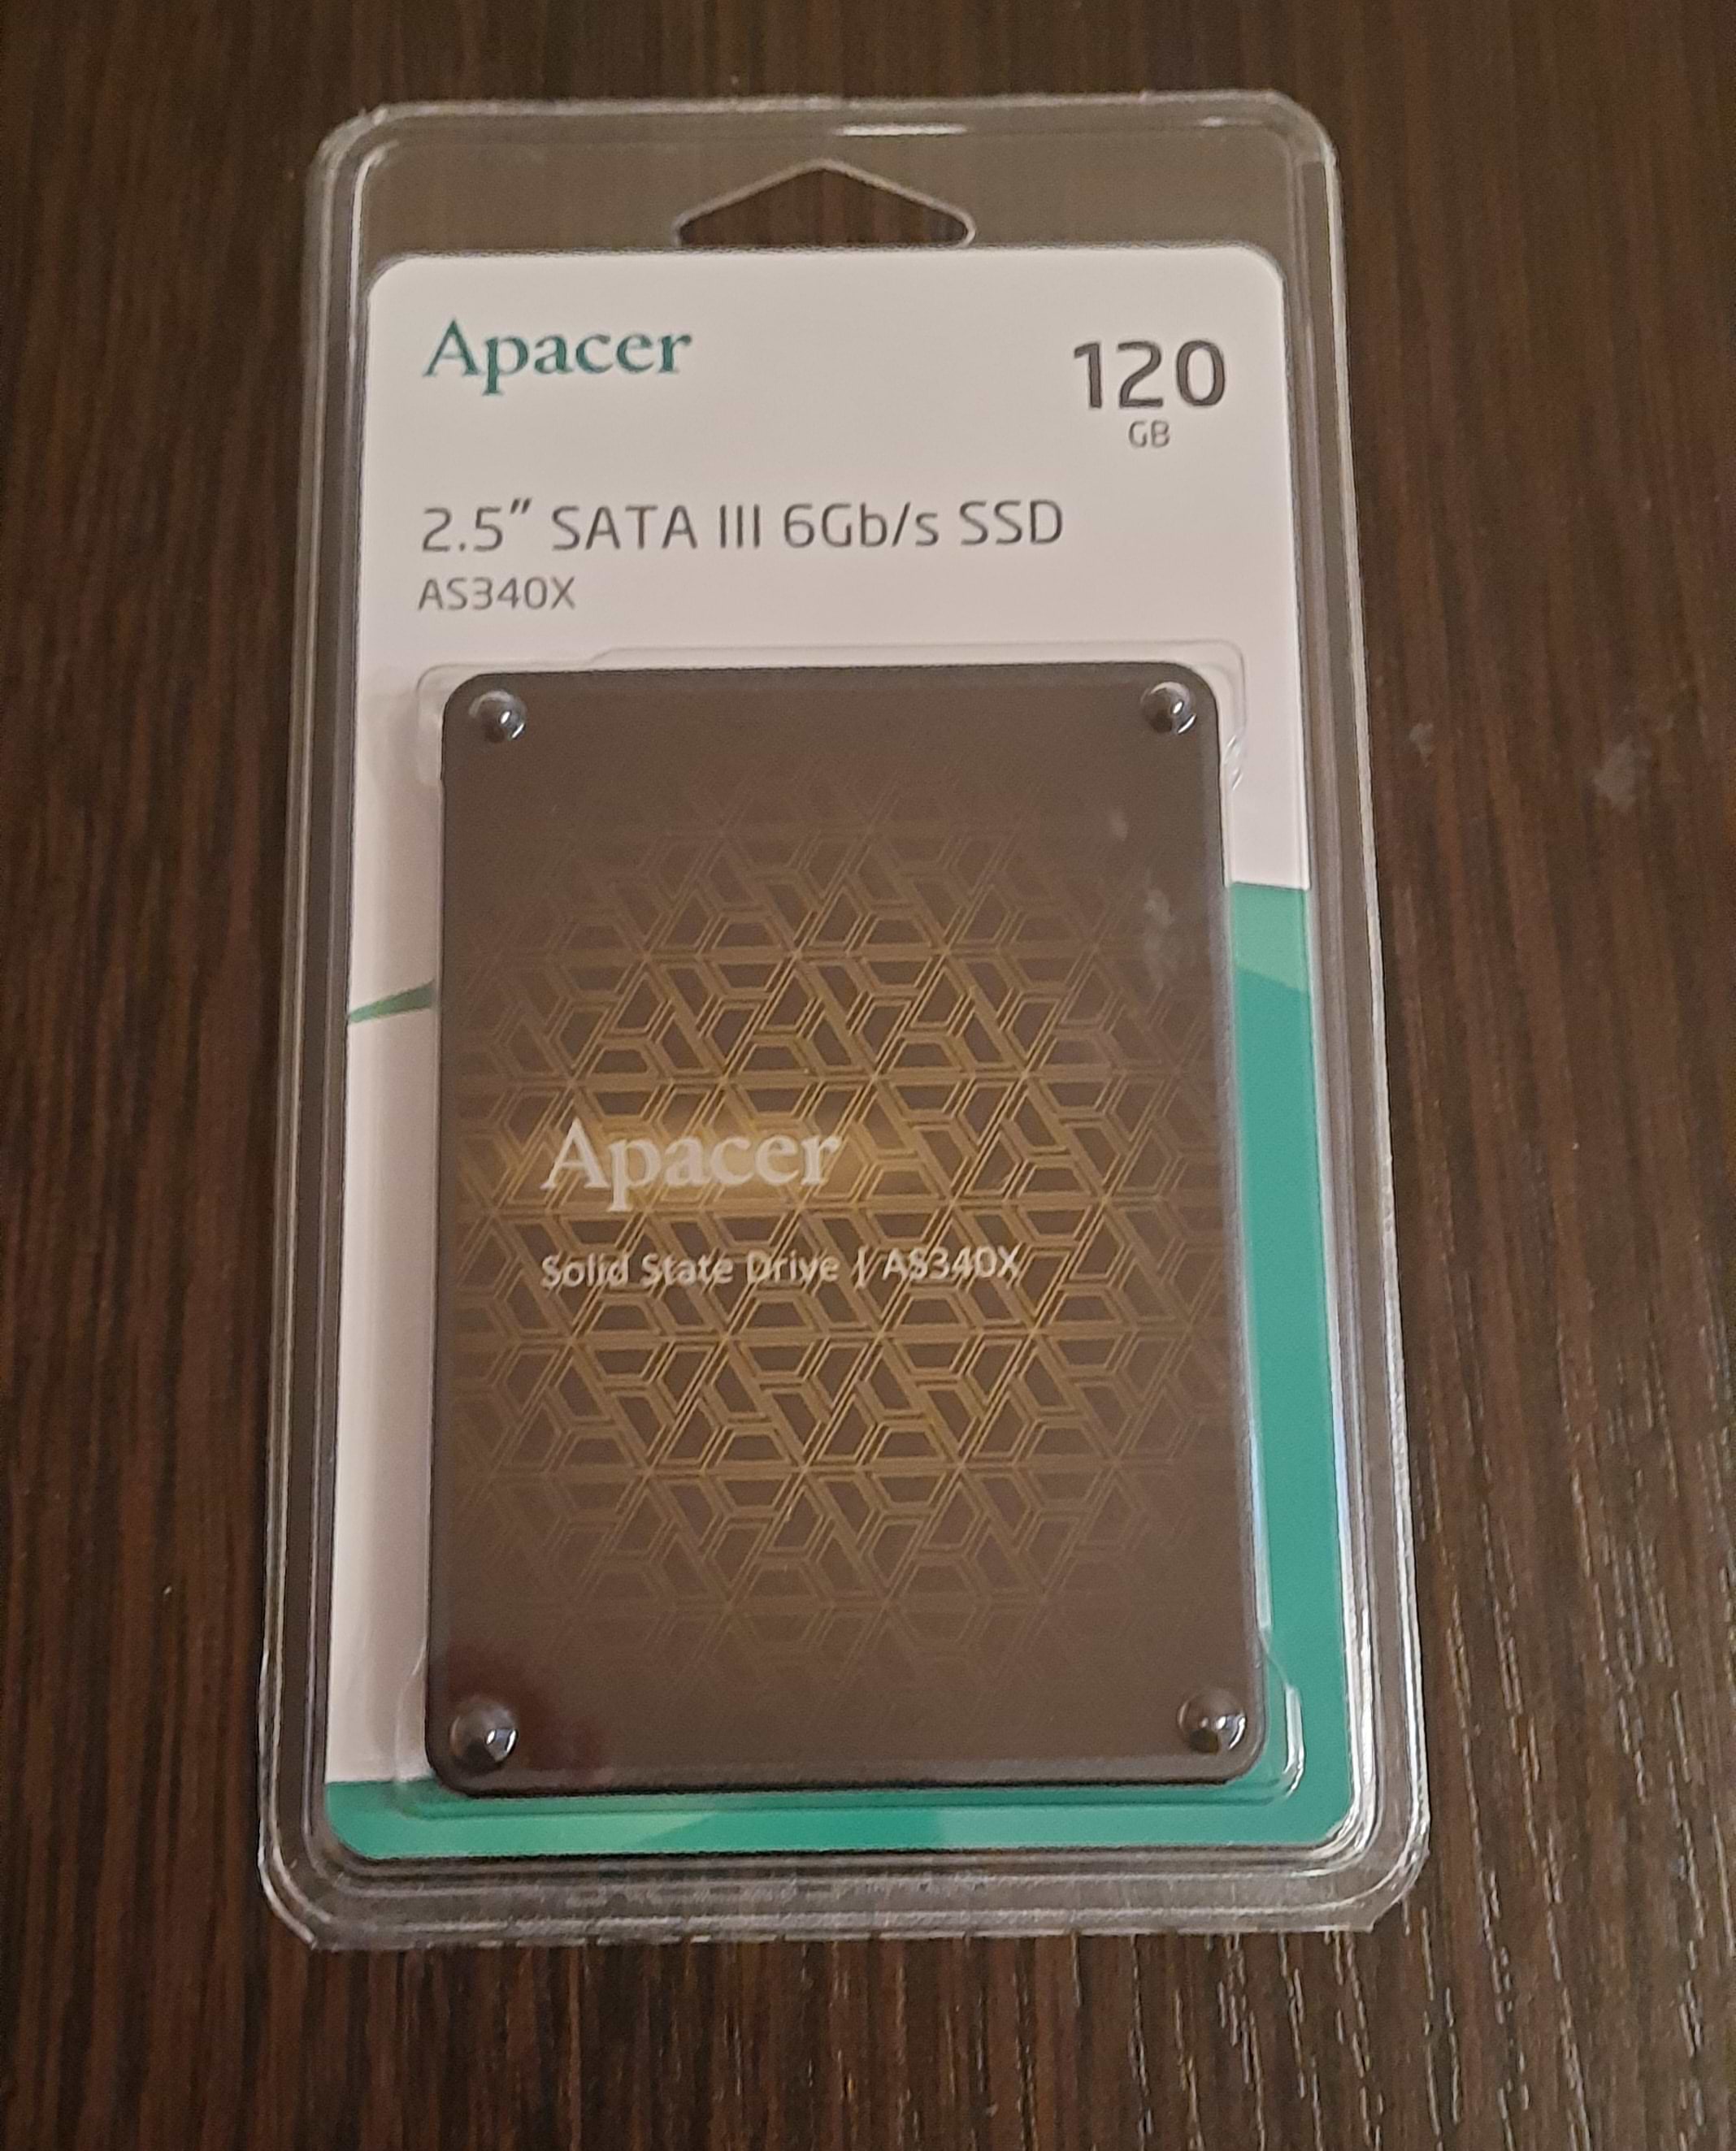 Apacer
120
GB
2.5” SATA III 6Gb/s SSD
AS340X
Apacer
Solid State Drive | AS340X